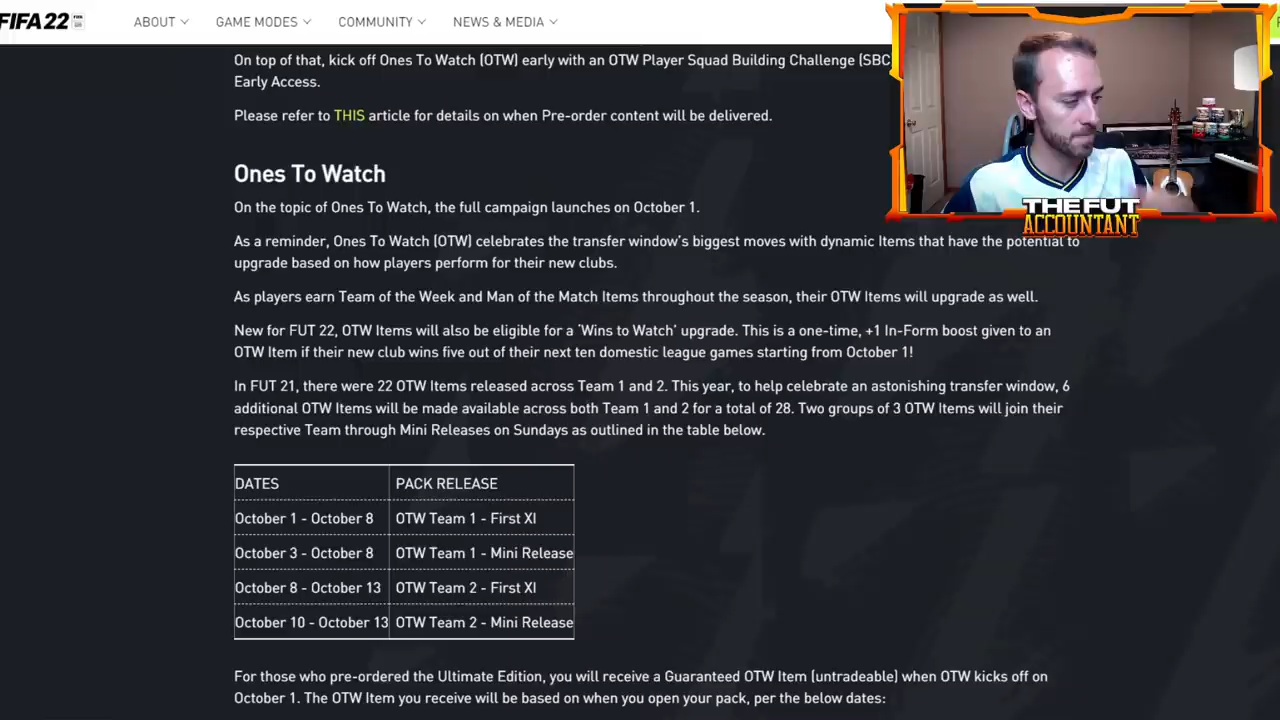 FIFA 22
ABOUT
GAME MODES
COMMUNITY
NEWS & MEDIA
On top of that, kick off Ones To Watch (OTW) early with an OTW Player Squad Building Challenge (SBC
Early Access.
Please refer to THIS article for details on when Pre-order content will be delivered.
Ones To Watch
On the topic of Ones To Watch, the full campaign launches on October 1.
THE FUT
ACCOUNTANT
As a reminder, Ones To Watch (OTW) celebrates the transfer window's biggest moves with dynamic Items that have the potential to
upgrade based on how players perform for their new clubs.
As players earn Team of the Week and Man of the Match Items throughout the season, their OTW Items will upgrade as well.
New for FUT 22, OTW Items will also be eligible for a 'Wins to Watch' upgrade. This is a one-time, +1 In-Form boost given to an
OTW Item if their new club wins five out of their next ten domestic league games starting from October 1!
In FUT 21, there were 22 OTW Items released across Team 1 and 2. This year, to help celebrate an astonishing transfer window, 6
additional OTW Items will be made available across both Team 1 and 2 for a total of 28. Two groups of 3 OTW Items will join their
respective Team through Mini Releases on Sundays as outlined in the table below.
DATES PACK RELEASE
October 1 - October 8 OTW Team 1 - First XI
October 3 - October 8 OTW Team 1 - Mini Release
October 8 - October 13 OTW Team 2 - First XI
October 10 - October 13 OTW Team 2 - Mini Release
For those who pre-ordered the Ultimate Edition, you will receive a Guaranteed OTW Item (untradeable) when OTW kicks off on
October 1. The OTW Item you receive will be based on when you open your pack, per the below dates: